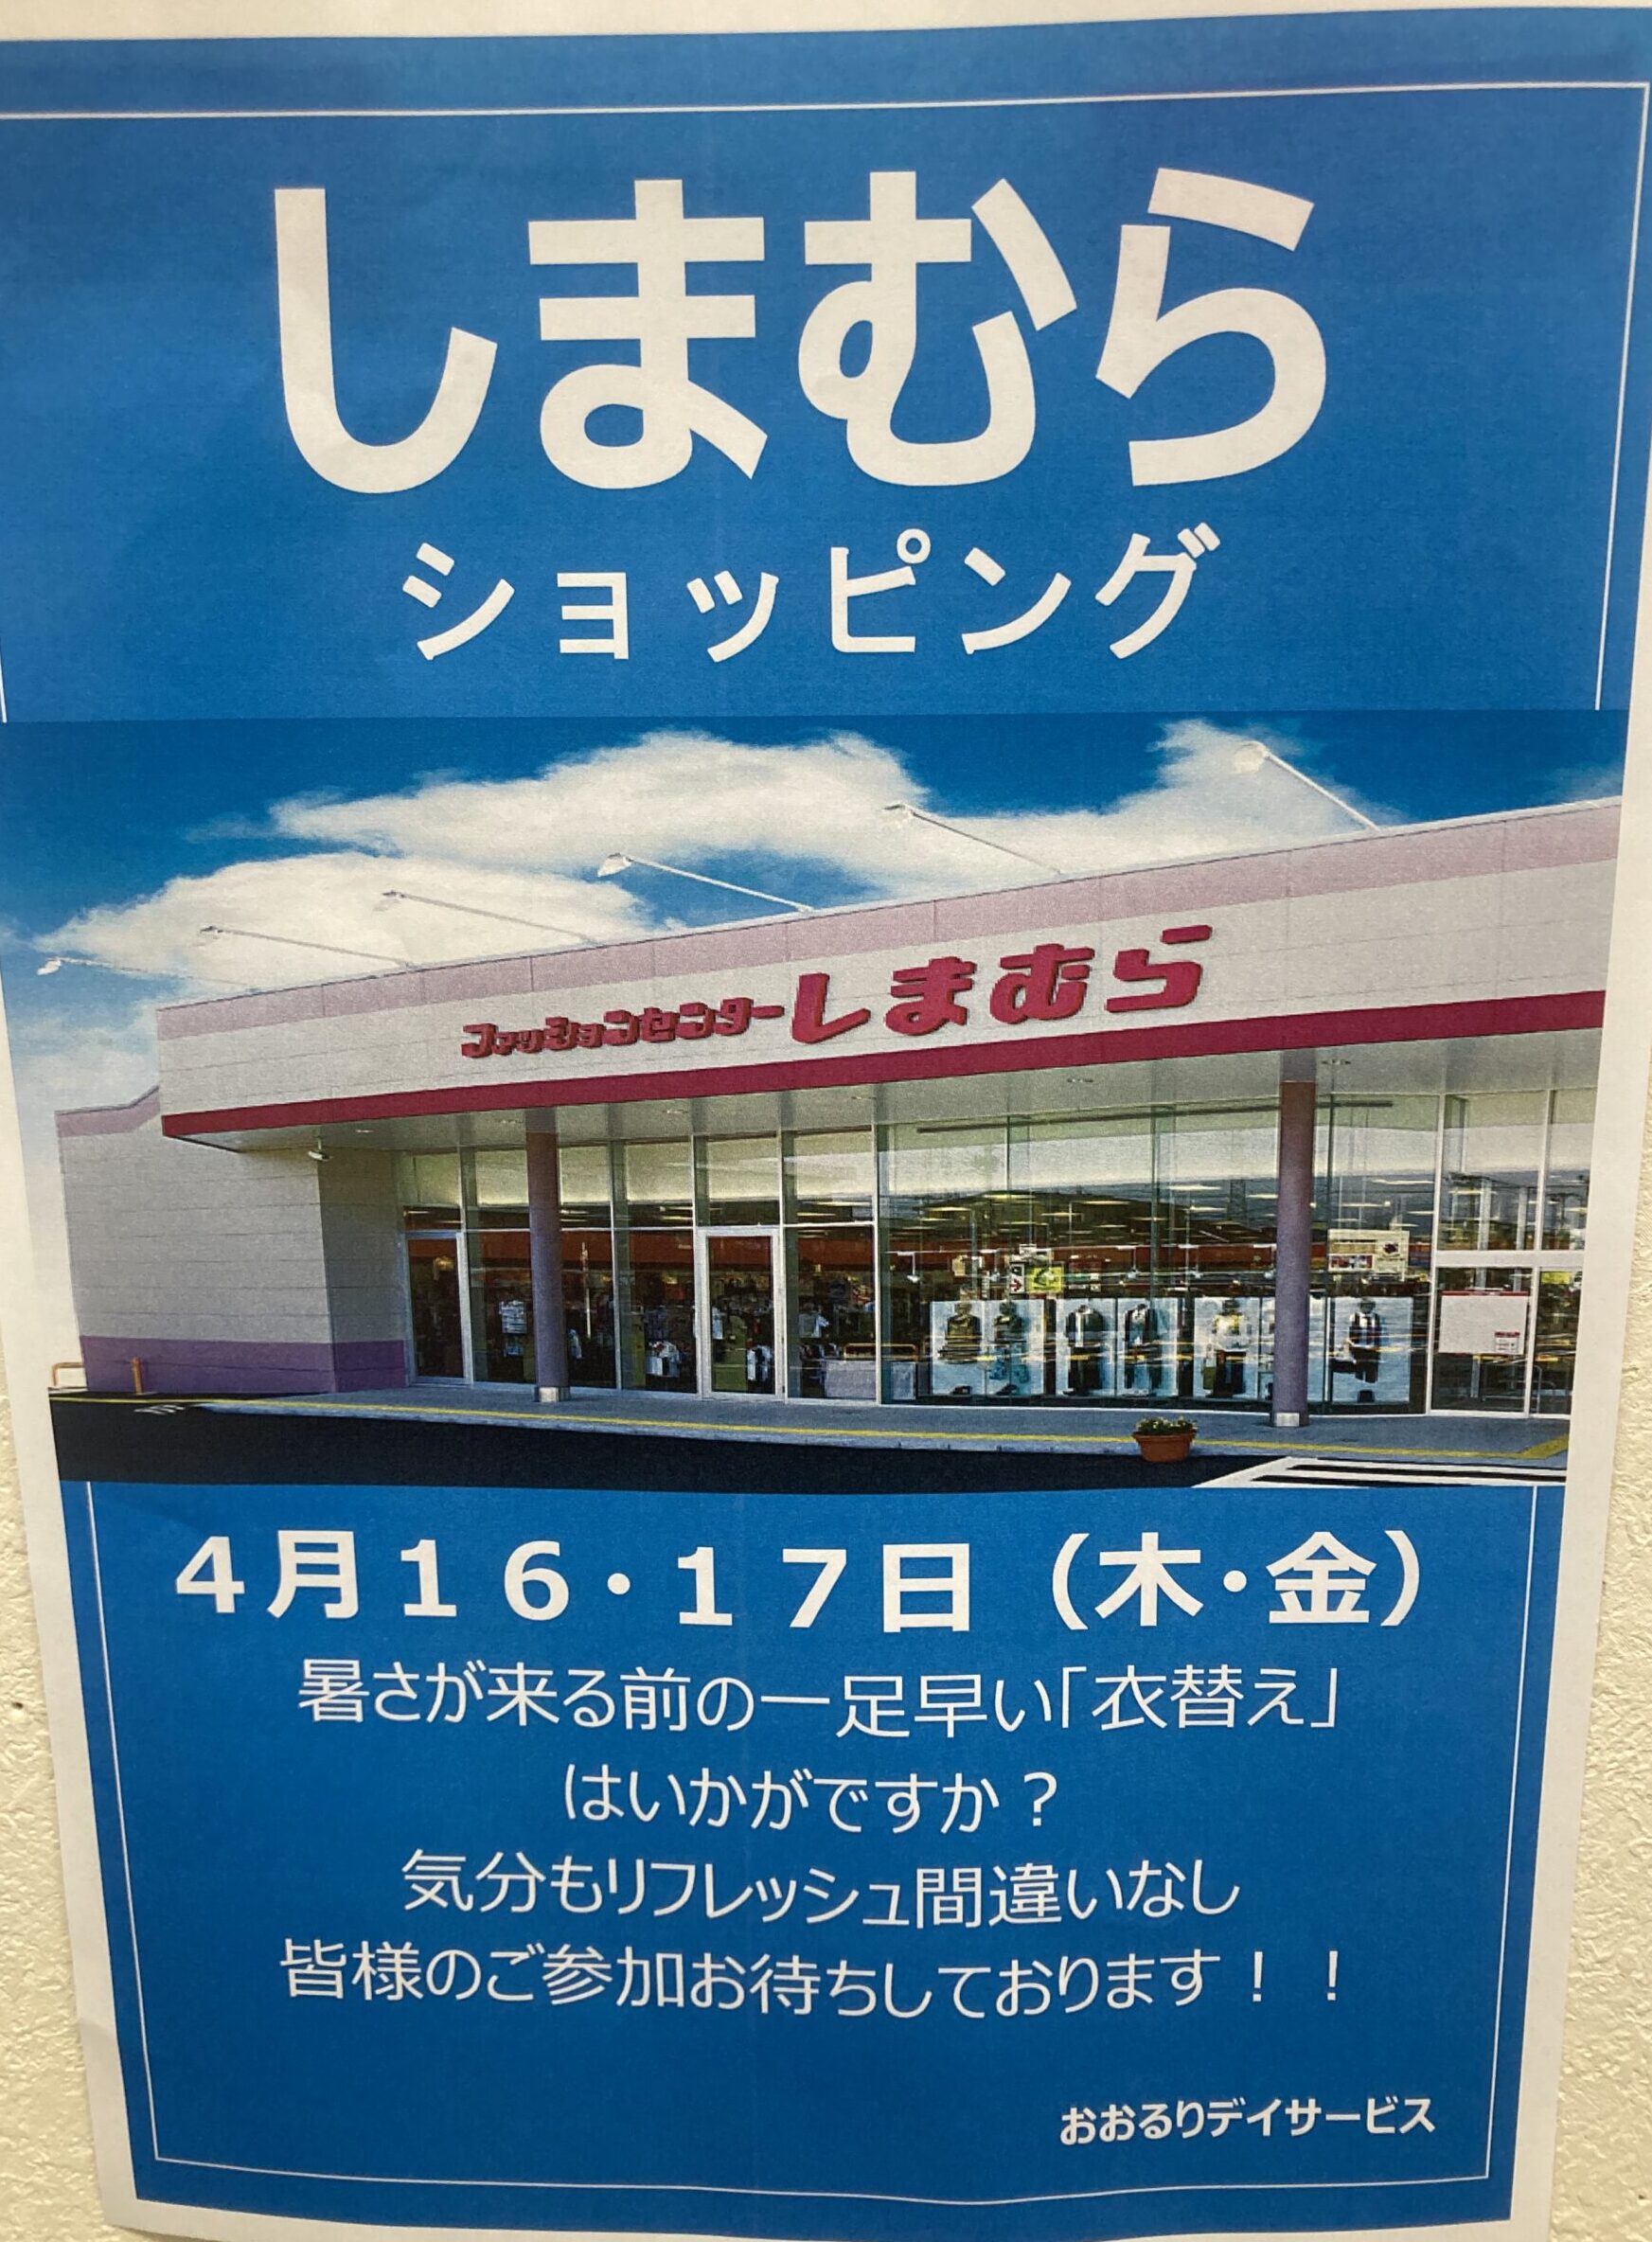 しまむら
ショッピング
ファッションセンターしまむら
４月１６・１７日（木・金）
暑さが来る前の一足早い「衣替え」
はいかがですか？
気分もリフレッシュ間違いなし
皆様のご参加お待ちしております！！
おおるりデイサービス